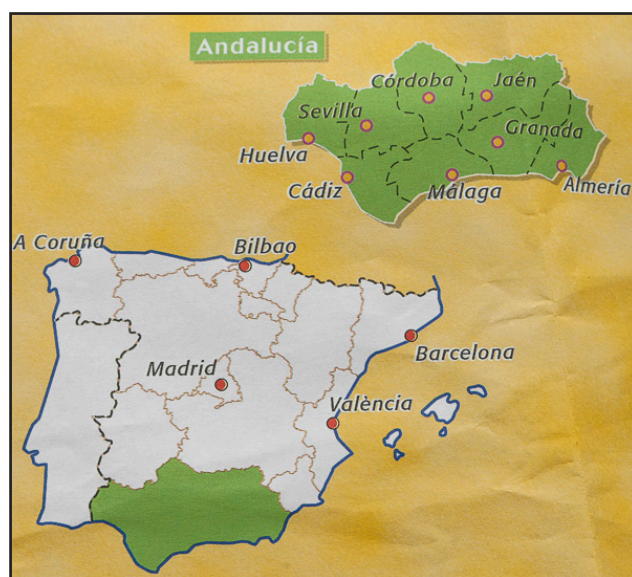 Andalucía
Córdoba
Jaén
Sevilla
Granada
Huelva
Cádiz
Málaga
Almería
A Coruña
Bilbao
Madrid
Barcelona
València